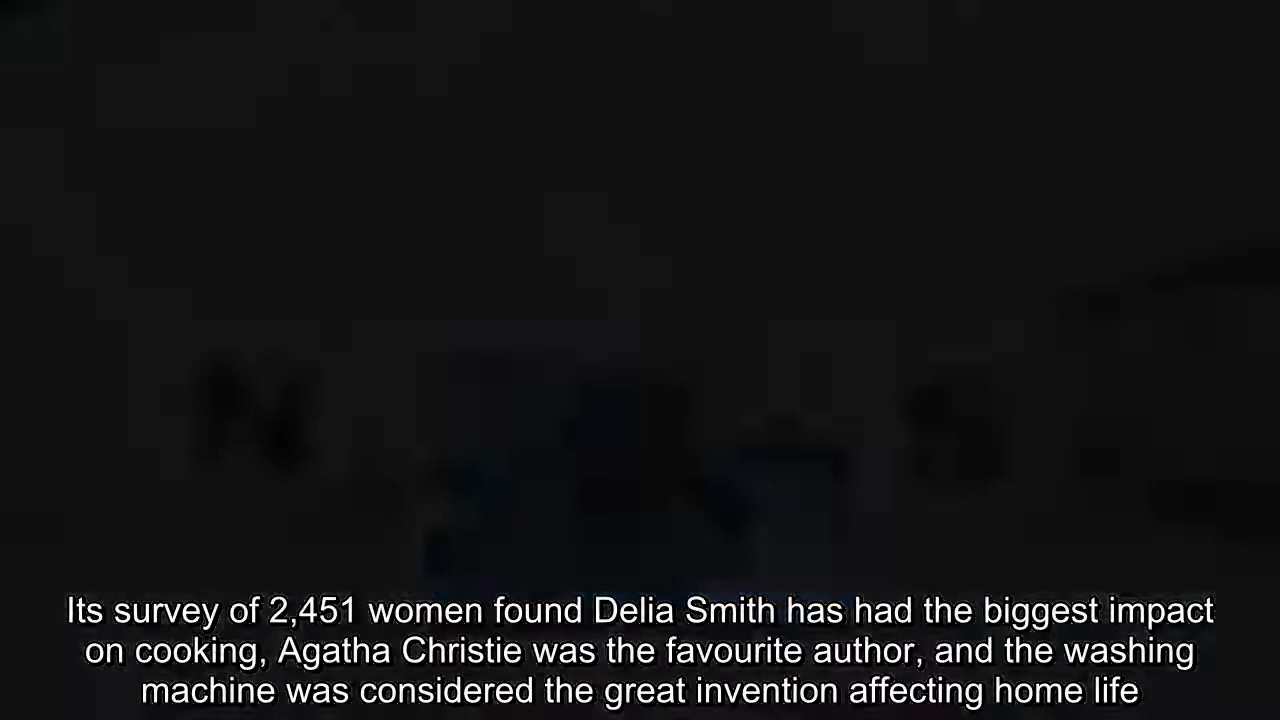 Its survey of 2,451 women found Delia Smith has had the biggest impact
on cooking, Agatha Christie was the favourite author, and the washing
machine was considered the great invention affecting home life